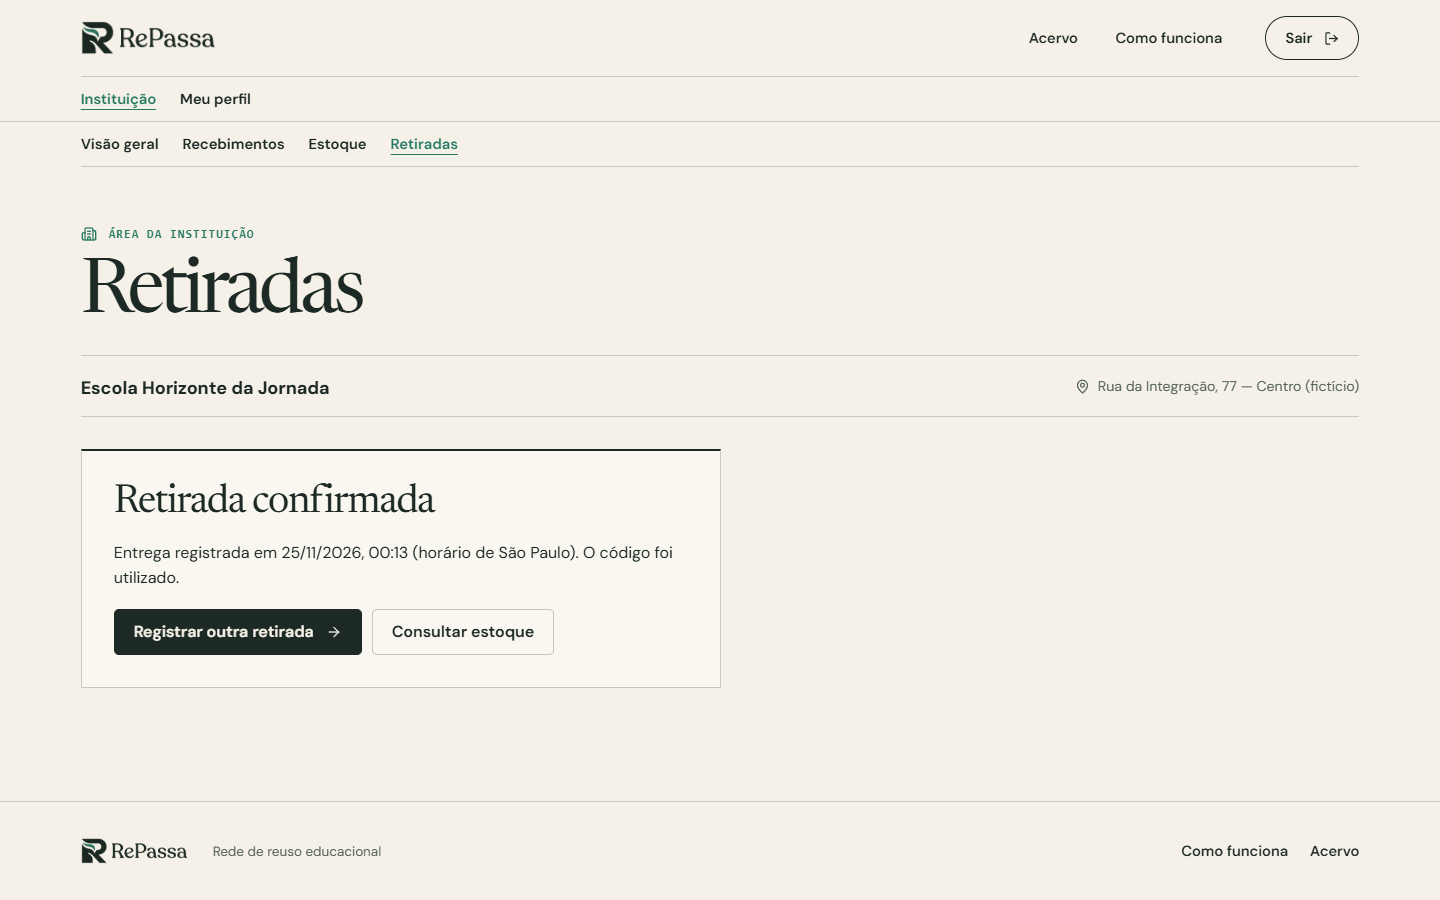 RePassa
Acervo
Como funciona
Sair
Instituição
Meu perfil
Visão geral
Recebimentos
Estoque
Retiradas
ÁREA DA INSTITUIÇÃO
Retiradas
Escola Horizonte da Jornada
Rua da Integração, 77 — Centro (fictício)
Retirada confirmada
Entrega registrada em 25/11/2026, 00:13 (horário de São Paulo). O código foi
utilizado.
Registrar outra retirada
Consultar estoque
RePassa
Rede de reuso educacional
Como funciona
Acervo